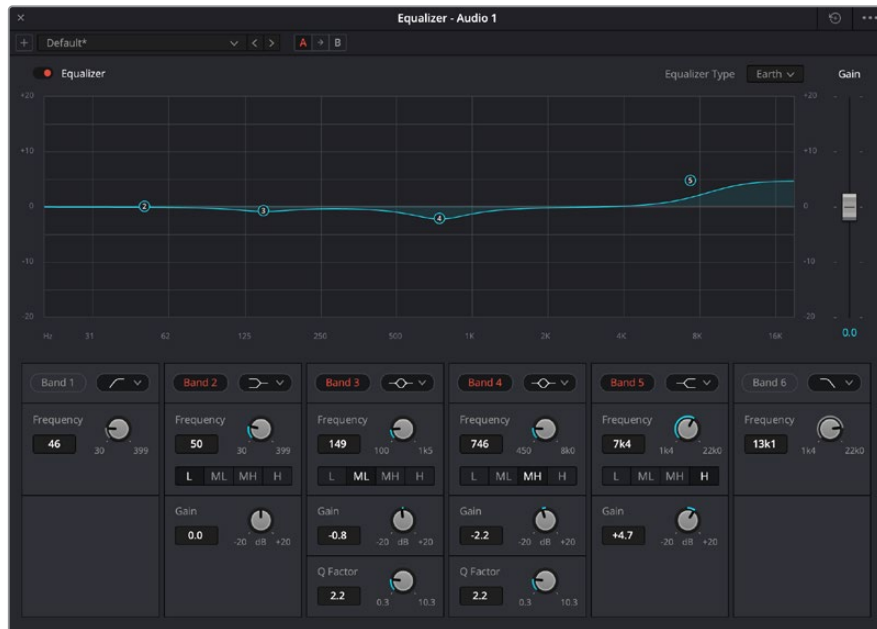 Equalizer - Audio 1
Default*
A B
Equalizer
Equalizer Type Earth Gain
+20 +20
+10 +10
0 0
-10 -10
-20 -20
2 3 4 5
Hz 31 62 125 250 500 1K 2K 4K 8K 16K
0.0
Band 1 Band 2 Band 3 Band 4 Band 5 Band 6
Frequency Frequency Frequency Frequency Frequency Frequency
46 50 149 746 7k4 13k1
30 399 30 399 100 1k5 450 8k0 1k4 22k0 1k4 22k0
L ML MH H L ML MH H L ML MH H L ML MH H
Gain Gain Gain Gain
0.0 -0.8 -2.2 +4.7
-20 dB +20 -20 dB +20 -20 dB +20 -20 dB +20
Q Factor Q Factor
2.2 2.2
0.3 10.3 0.3 10.3